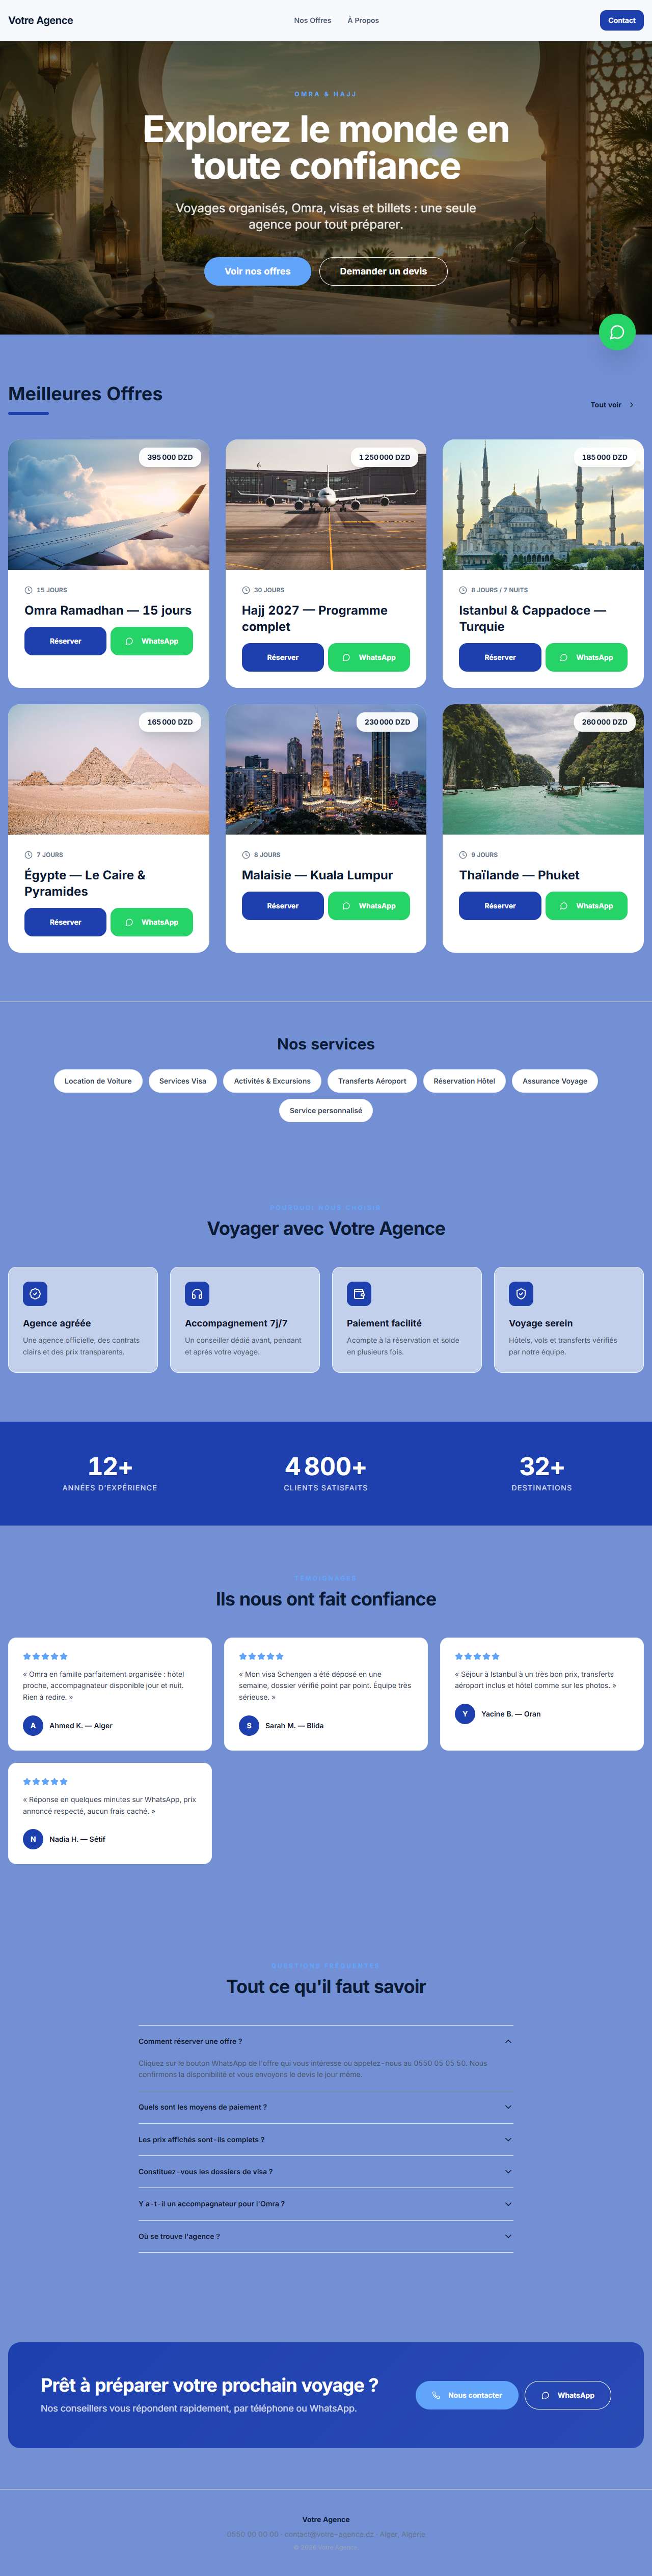 Votre Agence
Nos Offres
À Propos
Contact
OMRA & HAJJ
Explorez le monde en
toute confiance
Voyages organisés, Omra, visas et billets : une seule
agence pour tout préparer.
Voir nos offres
Demander un devis
Meilleures Offres
Tout voir
395 000 DZD
15 JOURS
Omra Ramadhan — 15 jours
Réserver
WhatsApp
1 250 000 DZD
30 JOURS
Hajj 2027 — Programme
complet
Réserver
WhatsApp
185 000 DZD
8 JOURS / 7 NUITS
Istanbul & Cappadoce —
Turquie
Réserver
WhatsApp
165 000 DZD
7 JOURS
Égypte — Le Caire &
Pyramides
Réserver
WhatsApp
230 000 DZD
8 JOURS
Malaisie — Kuala Lumpur
Réserver
WhatsApp
260 000 DZD
9 JOURS
Thaïlande — Phuket
Réserver
WhatsApp
Nos services
Location de Voiture
Services Visa
Activités & Excursions
Transferts Aéroport
Réservation Hôtel
Assurance Voyage
Service personnalisé
POURQUOI NOUS CHOISIR
Voyager avec Votre Agence
Agence agréée
Une agence officielle, des contrats
clairs et des prix transparents.
Accompagnement 7j/7
Un conseiller dédié avant, pendant
et après votre voyage.
Paiement facilité
Acompte à la réservation et solde
en plusieurs fois.
Voyage serein
Hôtels, vols et transferts vérifiés
par notre équipe.
12+
ANNÉES D'EXPÉRIENCE
4 800+
CLIENTS SATISFAITS
32+
DESTINATIONS
TÉMOIGNAGES
Ils nous ont fait confiance
« Omra en famille parfaitement organisée : hôtel
proche, accompagnateur disponible jour et nuit.
Rien à redire. »
A
Ahmed K. — Alger
« Mon visa Schengen a été déposé en une
semaine, dossier vérifié point par point. Équipe très
sérieuse. »
S
Sarah M. — Blida
« Séjour à Istanbul à un très bon prix, transferts
aéroport inclus et hôtel comme sur les photos. »
Y
Yacine B. — Oran
« Réponse en quelques minutes sur WhatsApp, prix
annoncé respecté, aucun frais caché. »
N
Nadia H. — Sétif
QUESTIONS FRÉQUENTES
Tout ce qu'il faut savoir
Comment réserver une offre ?
Cliquez sur le bouton WhatsApp de l'offre qui vous intéresse ou appelez-nous au 0550 05 05 50. Nous
confirmons la disponibilité et vous envoyons le devis le jour même.
Quels sont les moyens de paiement ?
Les prix affichés sont-ils complets ?
Constituez-vous les dossiers de visa ?
Y a-t-il un accompagnateur pour l'Omra ?
Où se trouve l'agence ?
Prêt à préparer votre prochain voyage ?
Nos conseillers vous répondent rapidement, par téléphone ou WhatsApp.
Nous contacter
WhatsApp
Votre Agence
contact@votre-agence.dz · Alger, Algérie
Votre Agence